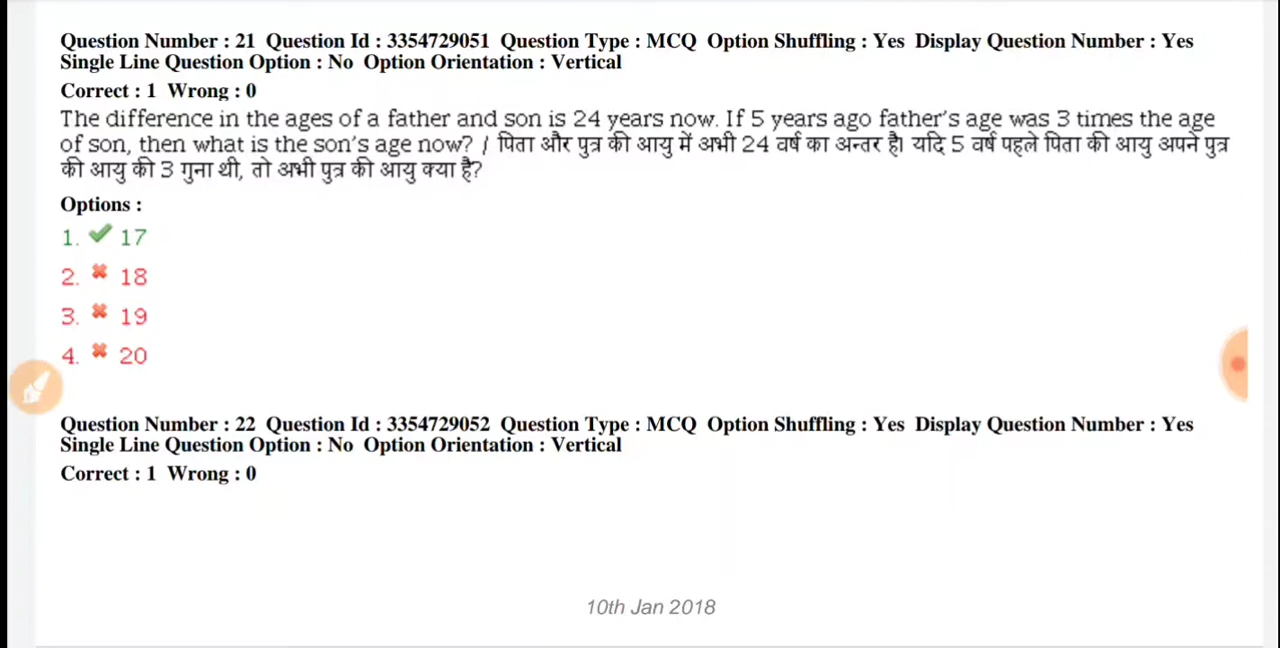 Question Number : 21 Question Id : 3354729051 Question Type : MCQ Option Shuffling : Yes Display Question Number : Yes
Single Line Question Option : No Option Orientation : Vertical
Correct : 1 Wrong : 0
The difference in the ages of a father and son is 24 years now. If 5 years ago father's age was 3 times the age
of son, then what is the son's age now? / पिता और पुत्र की आयु में अभी 24 वर्ष का अन्तर है। यदि 5 वर्ष पहले पिता की आयु अपने पुत्र
की आयु की 3 गुना थी, तो अभी पुत्र की आयु क्या है?
Options :
1. 17
2. 18
3. 19
4. 20
Question Number : 22 Question Id : 3354729052 Question Type : MCQ Option Shuffling : Yes Display Question Number : Yes
Single Line Question Option : No Option Orientation : Vertical
Correct : 1 Wrong : 0
10th Jan 2018